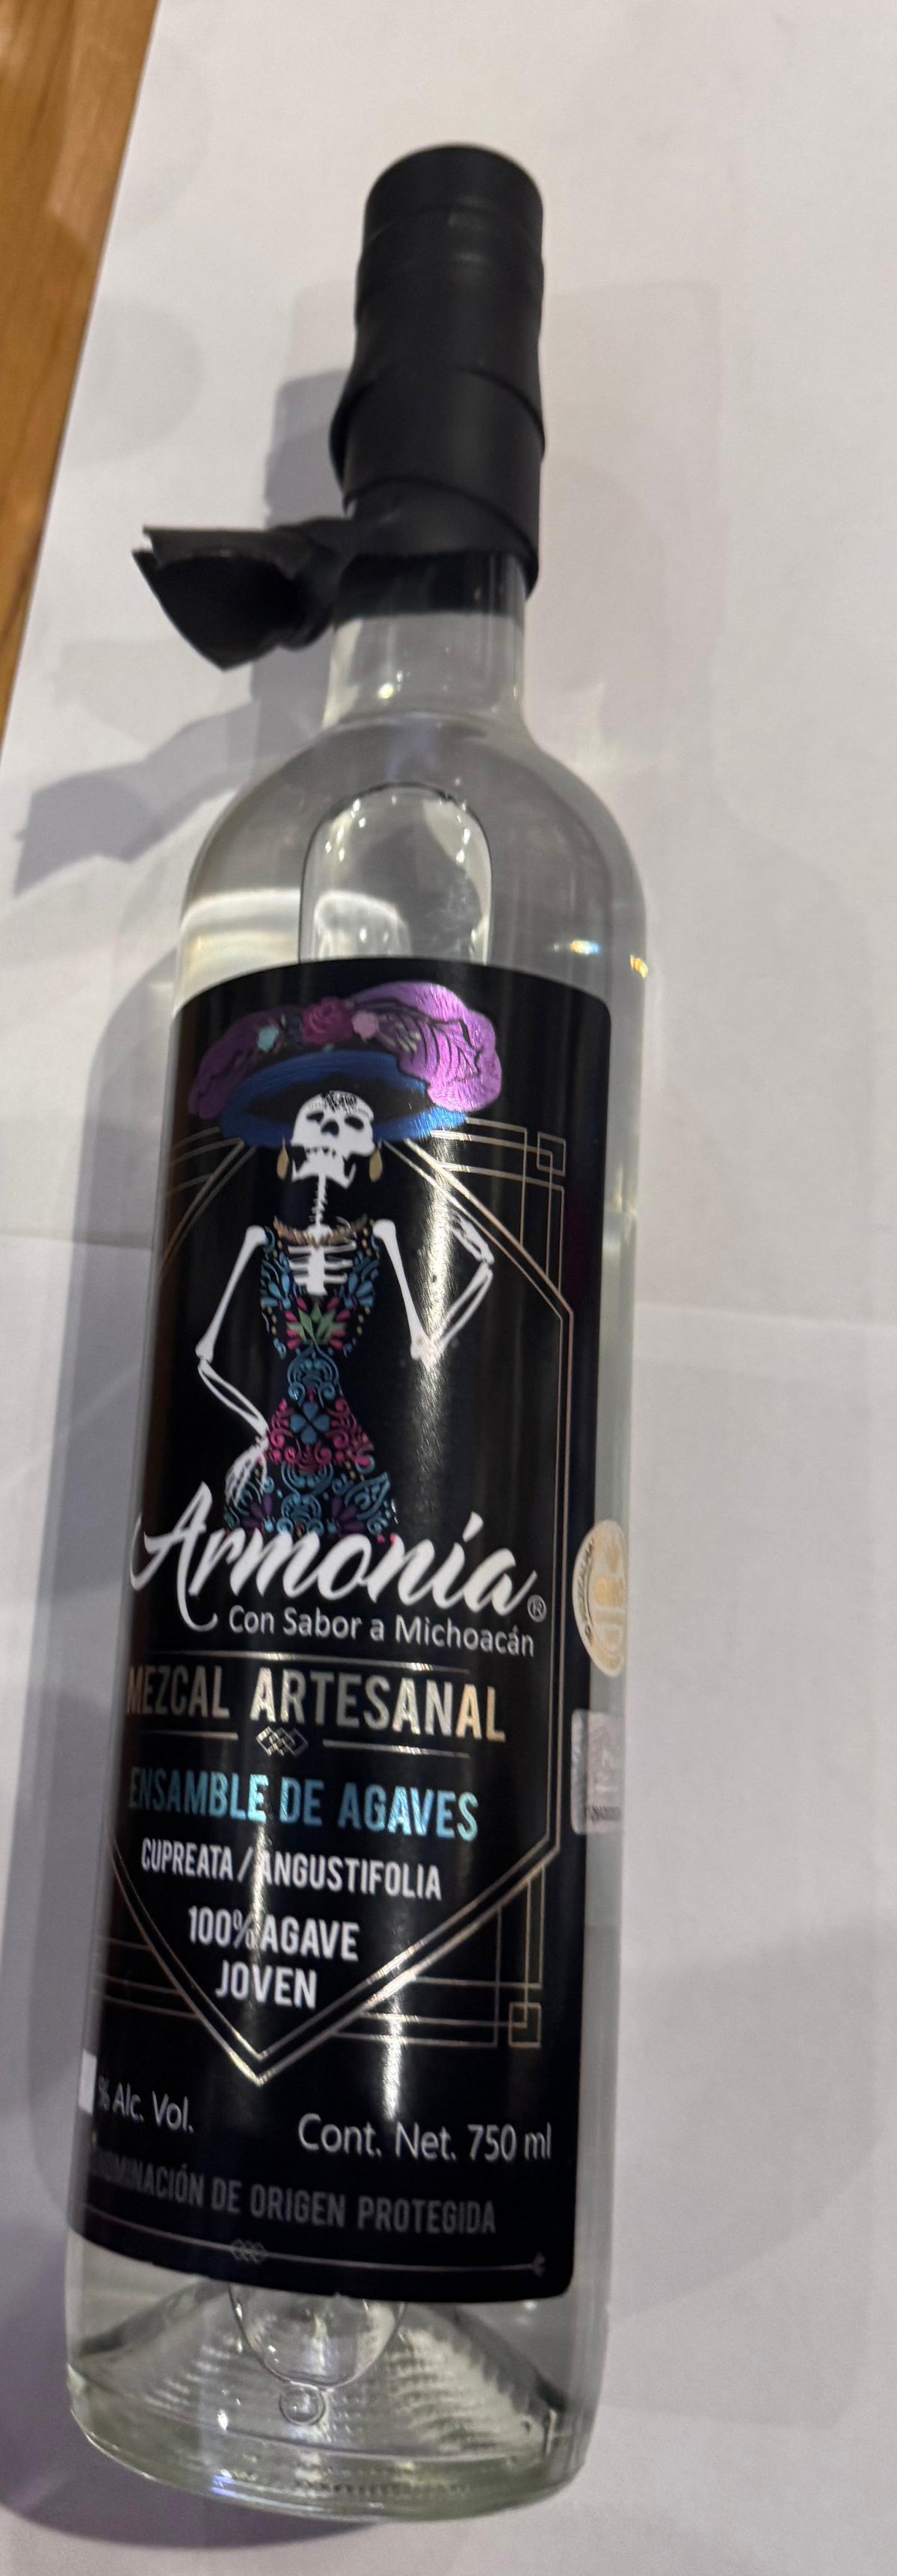 Armonía®
Con Sabor a Michoacán
MEZCAL ARTESANAL
ENSAMBLE DE AGAVES
CUPREATA / ANGUSTIFOLIA
100% AGAVE
JOVEN
% Alc. Vol.
Cont. Net. 750 ml
DE ORIGEN PROTEGIDA